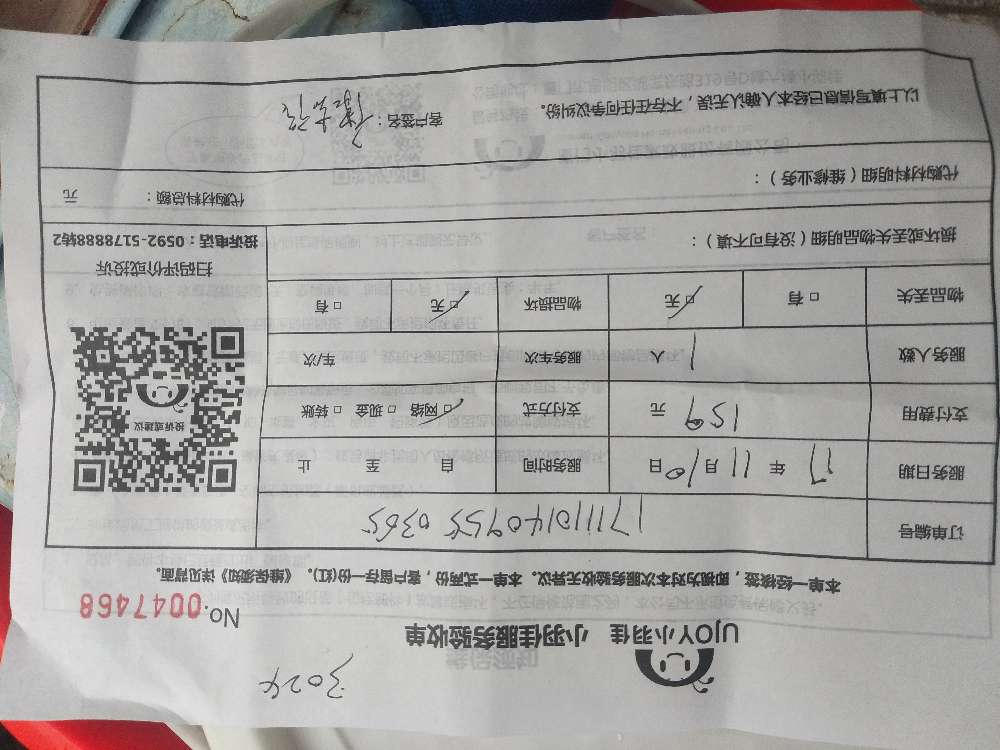 3024
UJOY小羽佳 小羽佳服务验收单
No. 0047468
本单一经核签，即视为对本次服务验收无异议。本单一式两份，客户留存一份(红)。《维保须知》详见背面。
订单编号 171110140955 0365
服务日期 17 年 11 月 10 日 服务时间 自 至 止
支付费用 159 元 支付方式 □ 网络 □ 现金 □ 转账
服务人数 1 人 服务车次 车/次
物品丢失 □ 有 □ 无 物品损坏 □ 无 □ 有
投诉或建议
扫码评价或投诉
投诉电话：0592-5178888转2
损坏或丢失物品明细（没有可不填）：
代购材料明细（维修业务）：
代购材料总额： 元
以上填写信息已经本人确认无误，不存在任何争议纠纷。 客户签名：